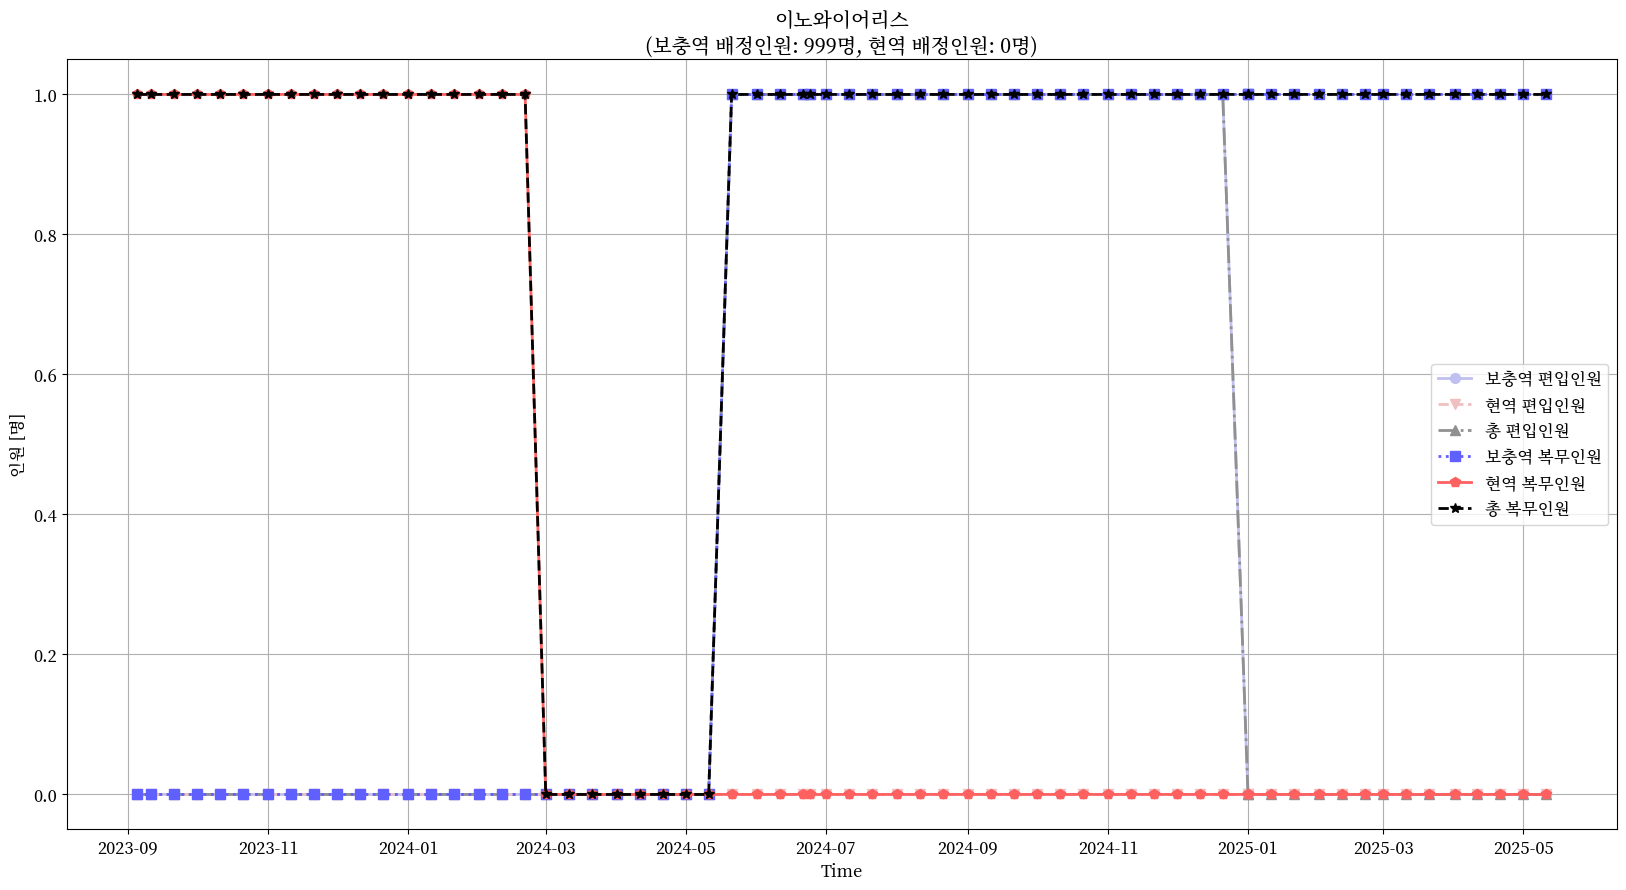 이노와이어리스
(보충역 배정인원: 999명, 현역 배정인원: 0명)
인원 [명]
1.0
0.8
0.6
0.4
0.2
0.0
보충역 편입인원
현역 편입인원
총 편입인원
보충역 복무인원
현역 복무인원
총 복무인원
2023-09 2023-11 2024-01 2024-03 2024-05 2024-07 2024-09 2024-11 2025-01 2025-03 2025-05
Time